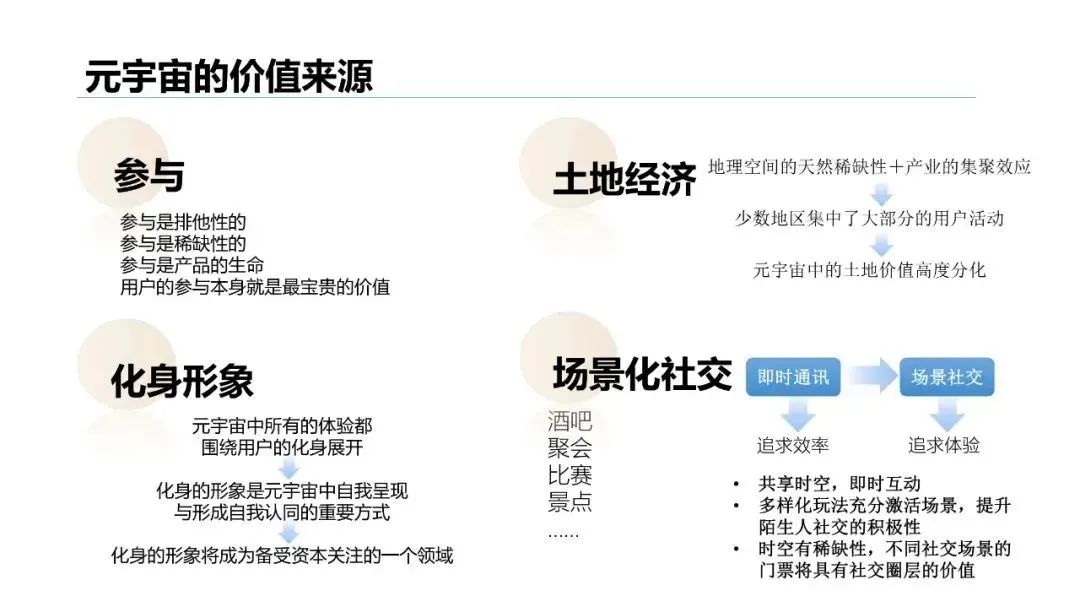 元宇宙的价值来源
参与
参与是排他性的
参与是稀缺性的
参与是产品的生命
用户的参与本身就是最宝贵的价值
土地经济
地理空间的天然稀缺性＋产业的集聚效应
少数地区集中了大部分的用户活动
元宇宙中的土地价值高度分化
化身形象
元宇宙中所有的体验都
围绕用户的化身展开
化身的形象是元宇宙中自我呈现
与形成自我认同的重要方式
化身的形象将成为备受资本关注的一个领域
场景化社交
酒吧
聚会
比赛
景点
......
即时通讯
场景社交
追求效率
追求体验
• 共享时空，即时互动
• 多样化玩法充分激活场景，提升
陌生人社交的积极性
• 时空有稀缺性，不同社交场景的
门票将具有社交圈层的价值